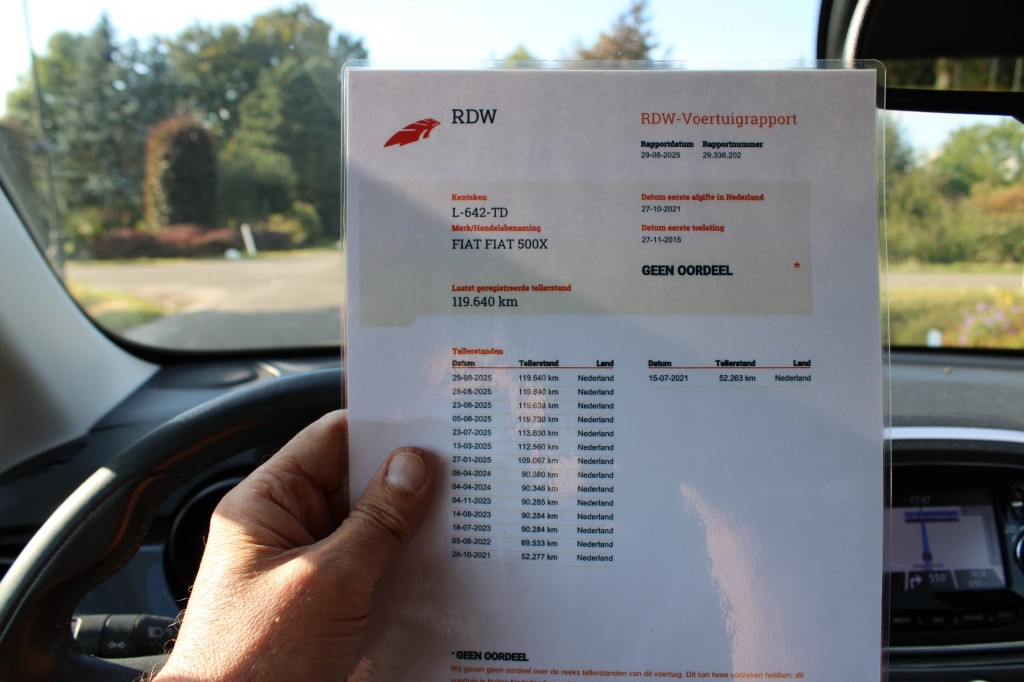 RDW
RDW-Voertuigrapport
Rapportdatum Rapportnummer
29-08-2025 29.336.202
Kenteken
L-642-TD
Merk/Handelsbenaming
FIAT FIAT 500X
Laatst geregistreerde tellerstand
119.640 km
Datum eerste afgifte in Nederland
27-10-2021
Datum eerste toelating
27-11-2015
GEEN OORDEEL *
Tellerstanden
Datum Tellerstand Land
29-08-2025 119.640 km Nederland
28-08-2025 119.640 km Nederland
23-08-2025 119.638 km Nederland
05-08-2025 119.730 km Nederland
23-07-2025 113.630 km Nederland
13-03-2025 112.560 km Nederland
27-01-2025 109.067 km Nederland
06-04-2024 90.360 km Nederland
04-04-2024 90.346 km Nederland
04-11-2023 90.285 km Nederland
14-08-2023 90.284 km Nederland
18-07-2023 90.284 km Nederland
05-08-2022 69.533 km Nederland
28-10-2021 52.277 km Nederland
Datum Tellerstand Land
15-07-2021 52.263 km Nederland
* GEEN OORDEEL
Wij geven geen oordeel over de reeks tellerstanden van dit voertuig. Dit kan twee oorzaken hebben: dit
550